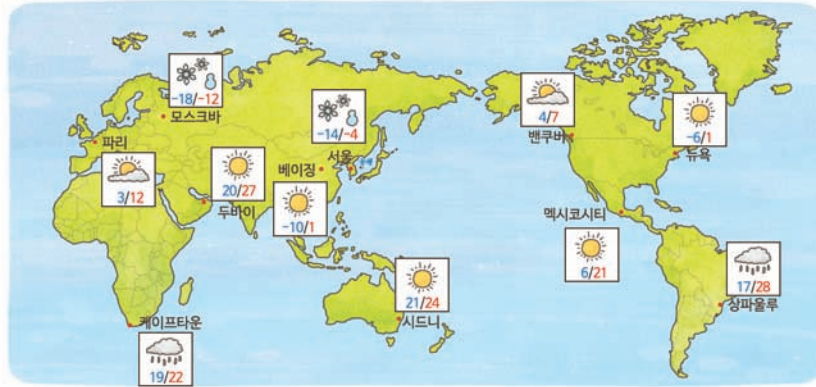 -18/-12
모스크바
-14/-4
서울
파리
3/12
20/27
두바이
베이징
-10/1
케이프타운
19/22
21/24
시드니
4/7
밴쿠버
-6/1
뉴욕
멕시코시티
6/21
17/28
상파울루